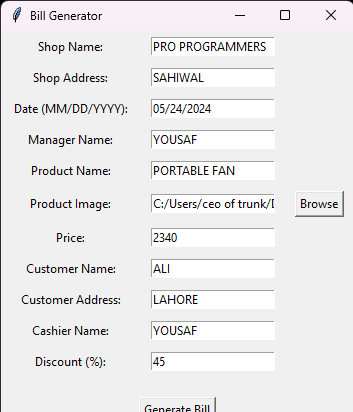 Bill Generator
Shop Name: PRO PROGRAMMERS
Shop Address: SAHIWAL
Date (MM/DD/YYYY): 05/24/2024
Manager Name: YOUSAF
Product Name: PORTABLE FAN
Product Image: C:/Users/ceo of trunk/D Browse
Price: 2340
Customer Name: ALI
Customer Address: LAHORE
Cashier Name: YOUSAF
Discount (%): 45
Generate Bill